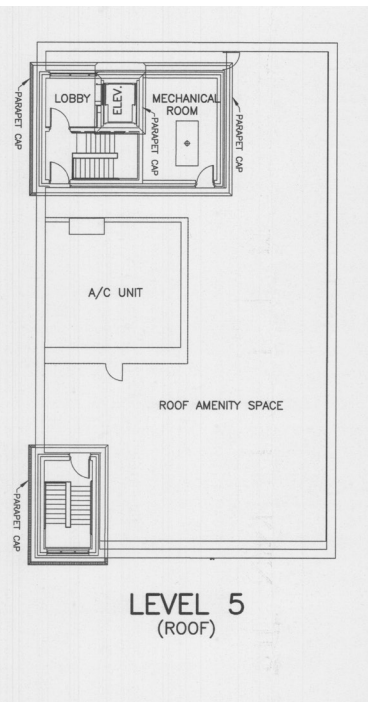 LOBBY
ELEV.
MECHANICAL
ROOM
PARAPET CAP
PARAPET CAP
PARAPET CAP
A/C UNIT
ROOF AMENITY SPACE
PARAPET CAP
LEVEL 5
(ROOF)